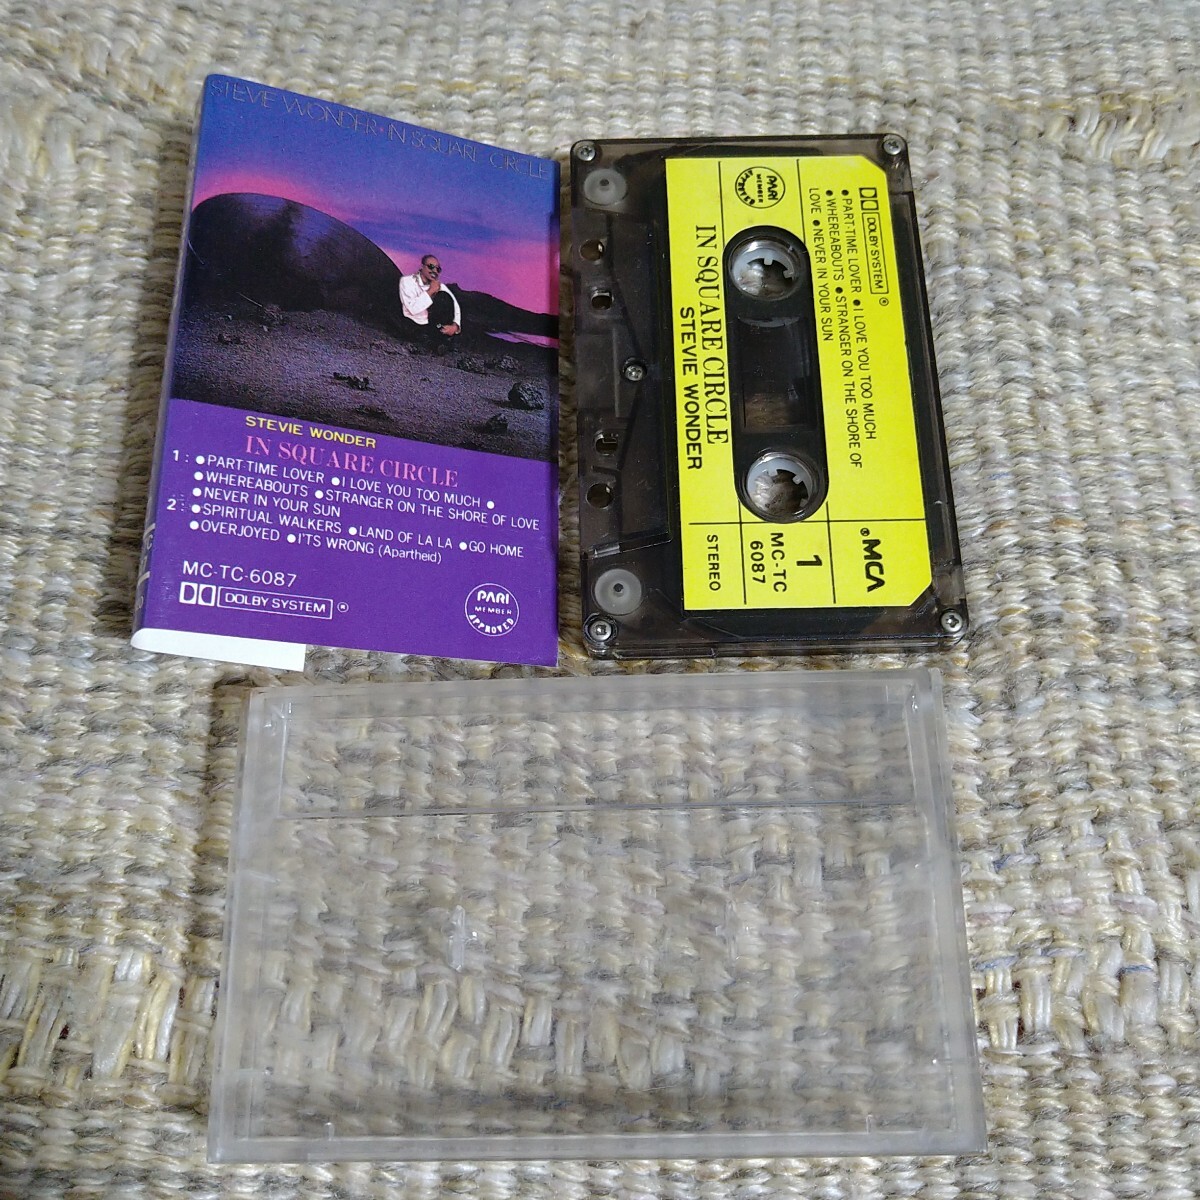 STEVIE WONDER • IN SQUARE CIRCLE
STEVIE WONDER
IN SQUARE CIRCLE
1 : ●PART-TIME LOVER ●I LOVE YOU TOO MUCH ●
●WHEREABOUTS ●STRANGER ON THE SHORE OF LOVE
●NEVER IN YOUR SUN
2 : ●SPIRITUAL WALKERS ●LAND OF LA LA ●GO HOME
●OVERJOYED ●I'TS WRONG (Apartheid)
MC-TC-6087
DOLBY SYSTEM ®
PARI
MEMBER
APPROVED
PARI
MEMBER
APPROVED
DOLBY SYSTEM ®
● PART-TIME LOVER ● I LOVE YOU TOO MUCH
● WHEREABOUTS ● STRANGER ON THE SHORE OF
LOVE ● NEVER IN YOUR SUN
IN SQUARE CIRCLE
STEVIE WONDER
®MCA
1
MC-TC
6087
STEREO